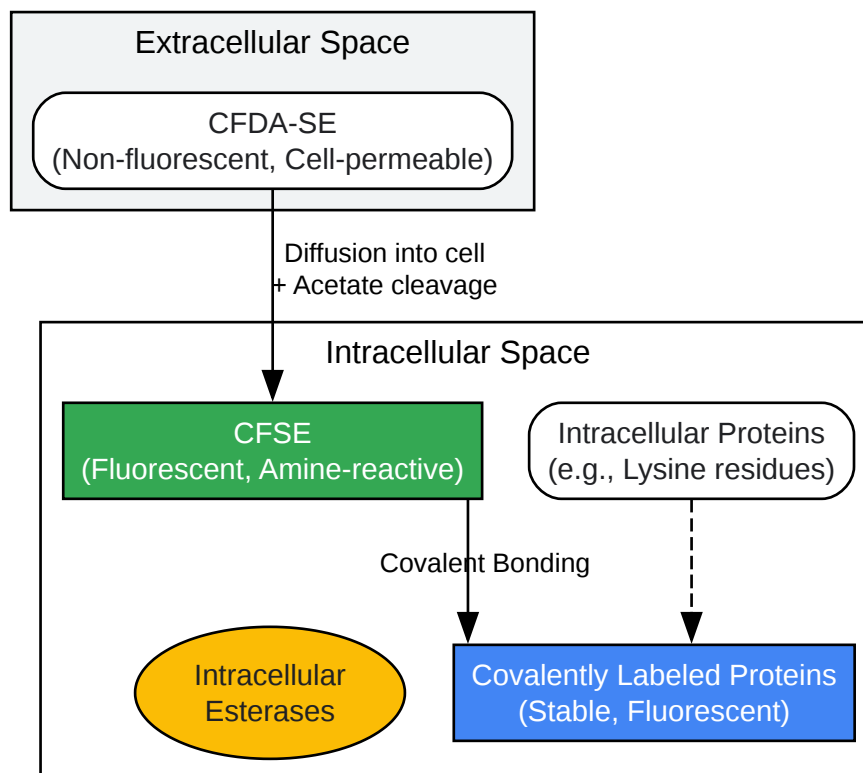 Extracellular Space
CFDA-SE
(Non-fluorescent, Cell-permeable)
Diffusion into cell
+ Acetate cleavage
Intracellular Space
CFSE
(Fluorescent, Amine-reactive)
Intracellular Proteins
(e.g., Lysine residues)
Covalent Bonding
Intracellular
Esterases
Covalently Labeled Proteins
(Stable, Fluorescent)